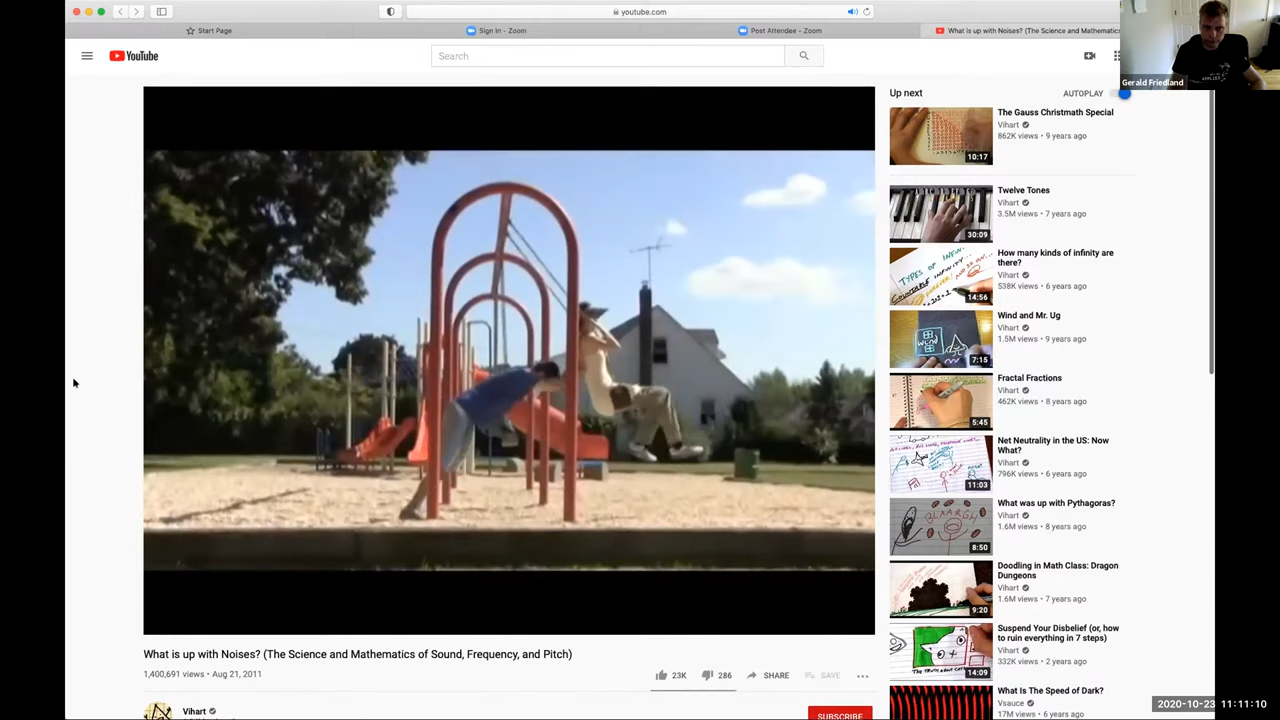 youtube.com
Start Page
Sign In - Zoom
Post Attendee - Zoom
What is up with Noises? (The Science and Mathematics
YouTube
Search
Gerald Friedland
Up next
AUTOPLAY
The Gauss Christmath Special
Vihart
862K views • 9 years ago
10:17
Twelve Tones
Vihart
3.5M views • 7 years ago
30:09
How many kinds of infinity are
there?
Vihart
538K views • 6 years ago
14:56
Wind and Mr. Ug
Vihart
1.5M views • 9 years ago
7:15
Fractal Fractions
Vihart
462K views • 8 years ago
5:45
Net Neutrality in the US: Now
What?
Vihart
796K views • 6 years ago
11:03
What was up with Pythagoras?
Vihart
1.6M views • 8 years ago
8:50
Doodling in Math Class: Dragon
Dungeons
Vihart
1.6M views • 7 years ago
9:20
Suspend Your Disbelief (or, how
to ruin everything in 7 steps)
Vihart
332K views • 2 years ago
14:09
What Is The Speed of Dark?
Vsauce
17M views • 6 years ago
What is up with Noises? (The Science and Mathematics of Sound, Frequency, and Pitch)
1,400,691 views • Aug 21, 2011
23K
286
SHARE
SAVE
Vihart
SUBSCRIBE
2020-10-23 11:11:10